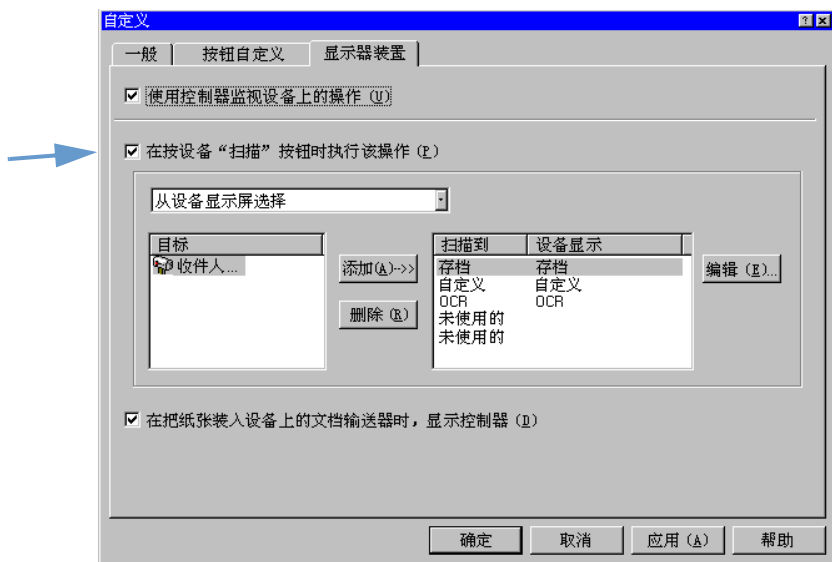 自定义
一般 按钮自定义 显示器装置
使用控制器监视设备上的操作 (U)
在按设备“扫描”按钮时执行该操作 (P)
从设备显示屏选择
目标
收件人...
添加(A)->>
删除 (R)
扫描到 设备显示
存档 存档
自定义 自定义
OCR OCR
未使用的
未使用的
编辑 (E)...
在把纸张装入设备上的文档输送器时，显示控制器 (D)
确定 取消 应用 (A) 帮助